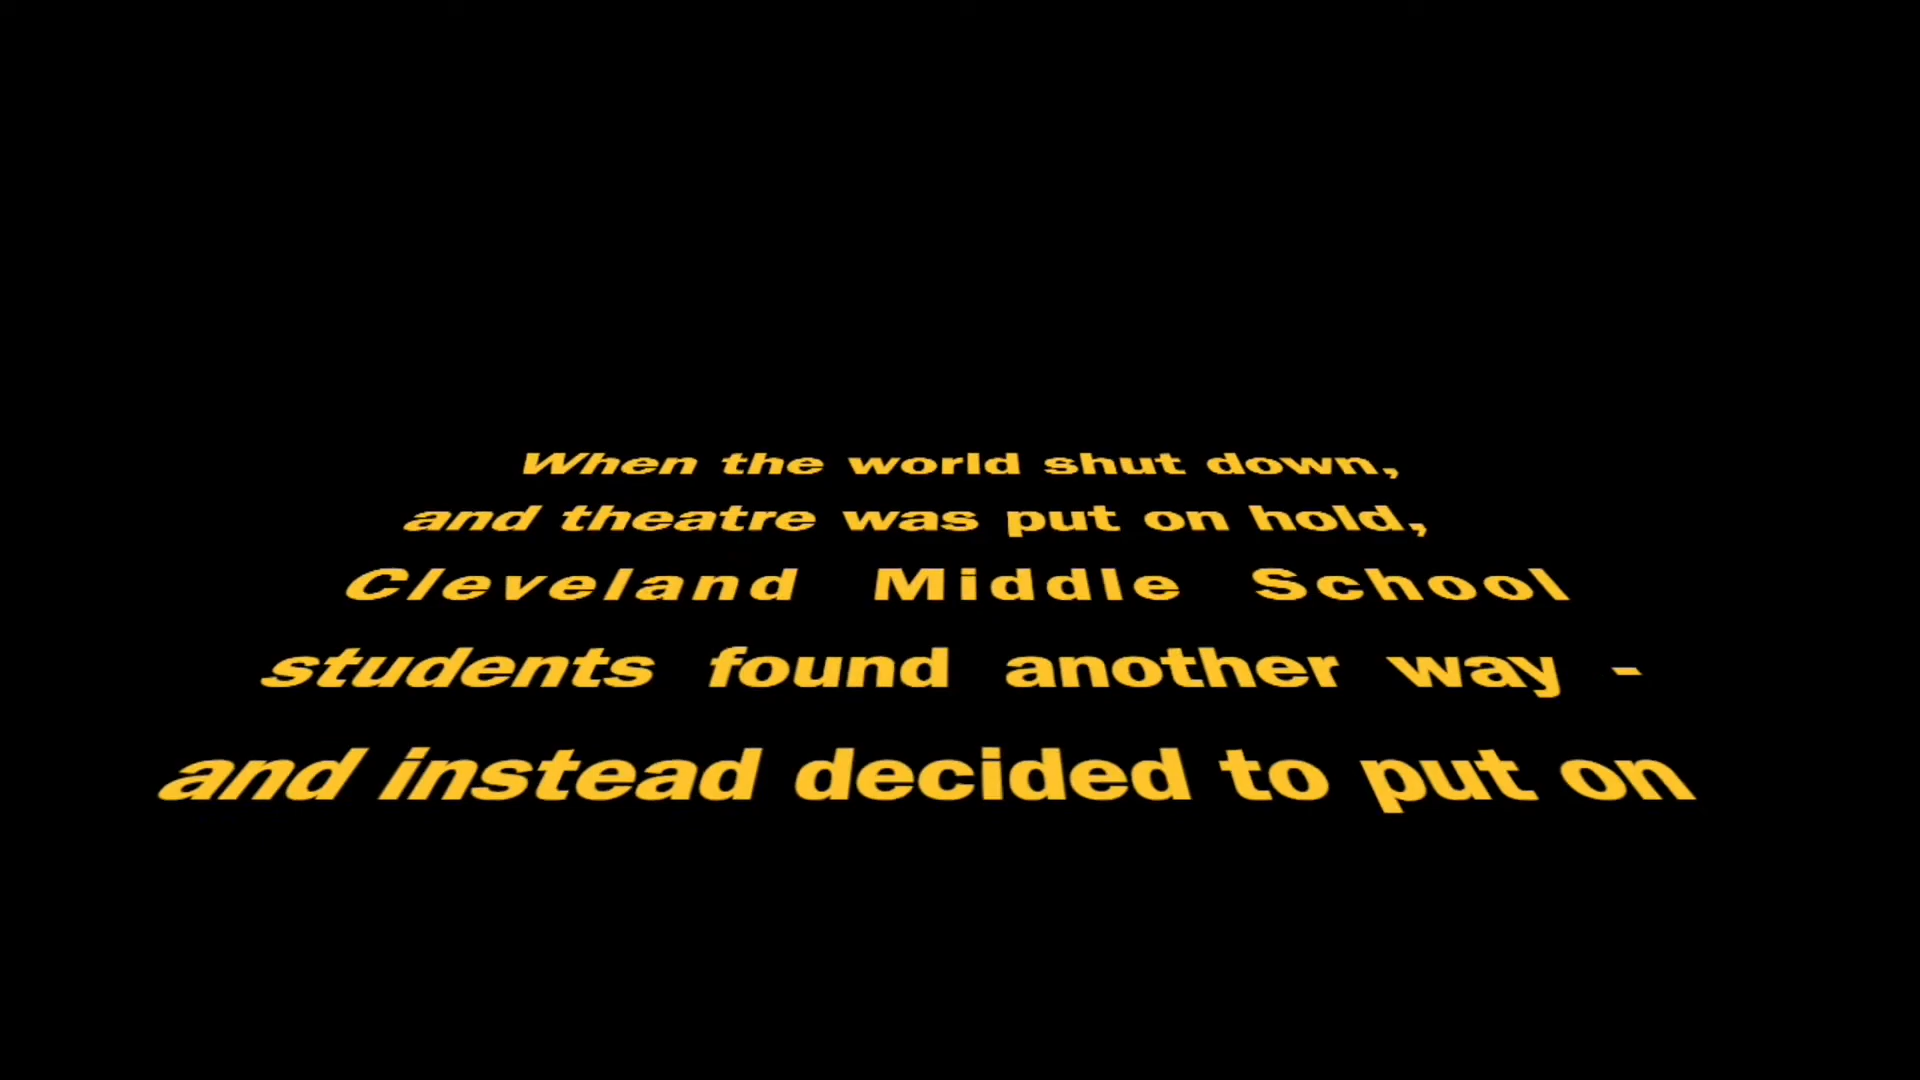 When the world shut down,
and theatre was put on hold,
Cleveland Middle School
students found another way -
and instead decided to put on